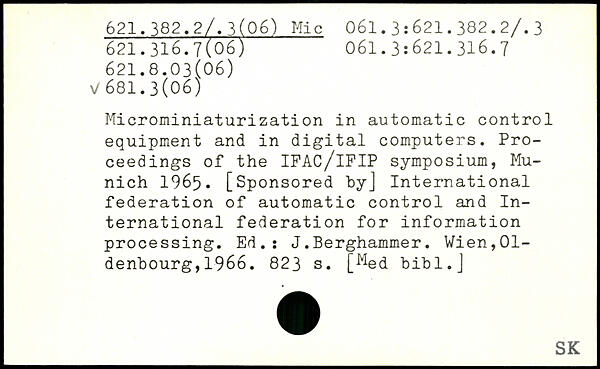 621.382.2/.3(06) Mic 061.3:621.382.2/.3
621.316.7(06) 061.3:621.316.7
621.8.03(06)
√681.3(06)
Microminiaturization in automatic control
equipment and in digital computers. Pro-
ceedings of the IFAC/IFIP symposium, Mu-
nich 1965. [Sponsored by] International
federation of automatic control and In-
ternational federation for information
processing. Ed.: J.Berghammer. Wien,Ol-
denbourg,1966. 823 s. [Med bibl.]
SK